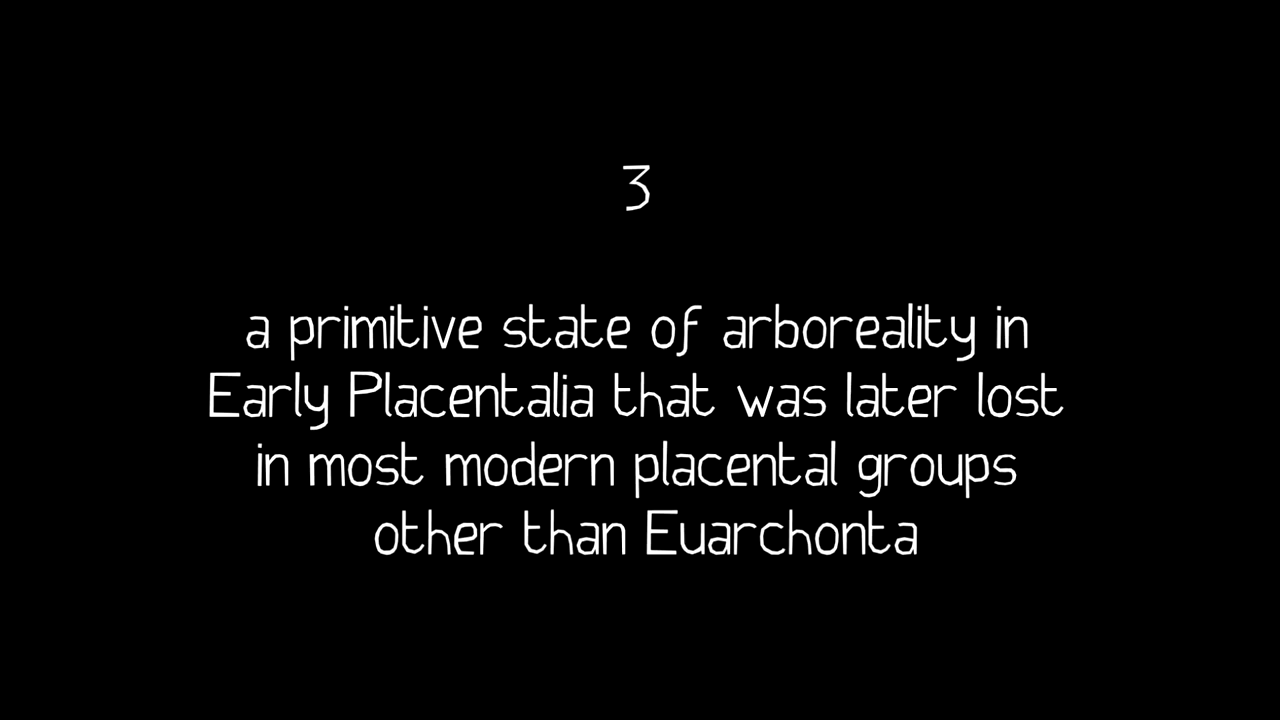 3
a primitive state of arboreality in
Early Placentalia that was later lost
in most modern placental groups
other than Euarchonta